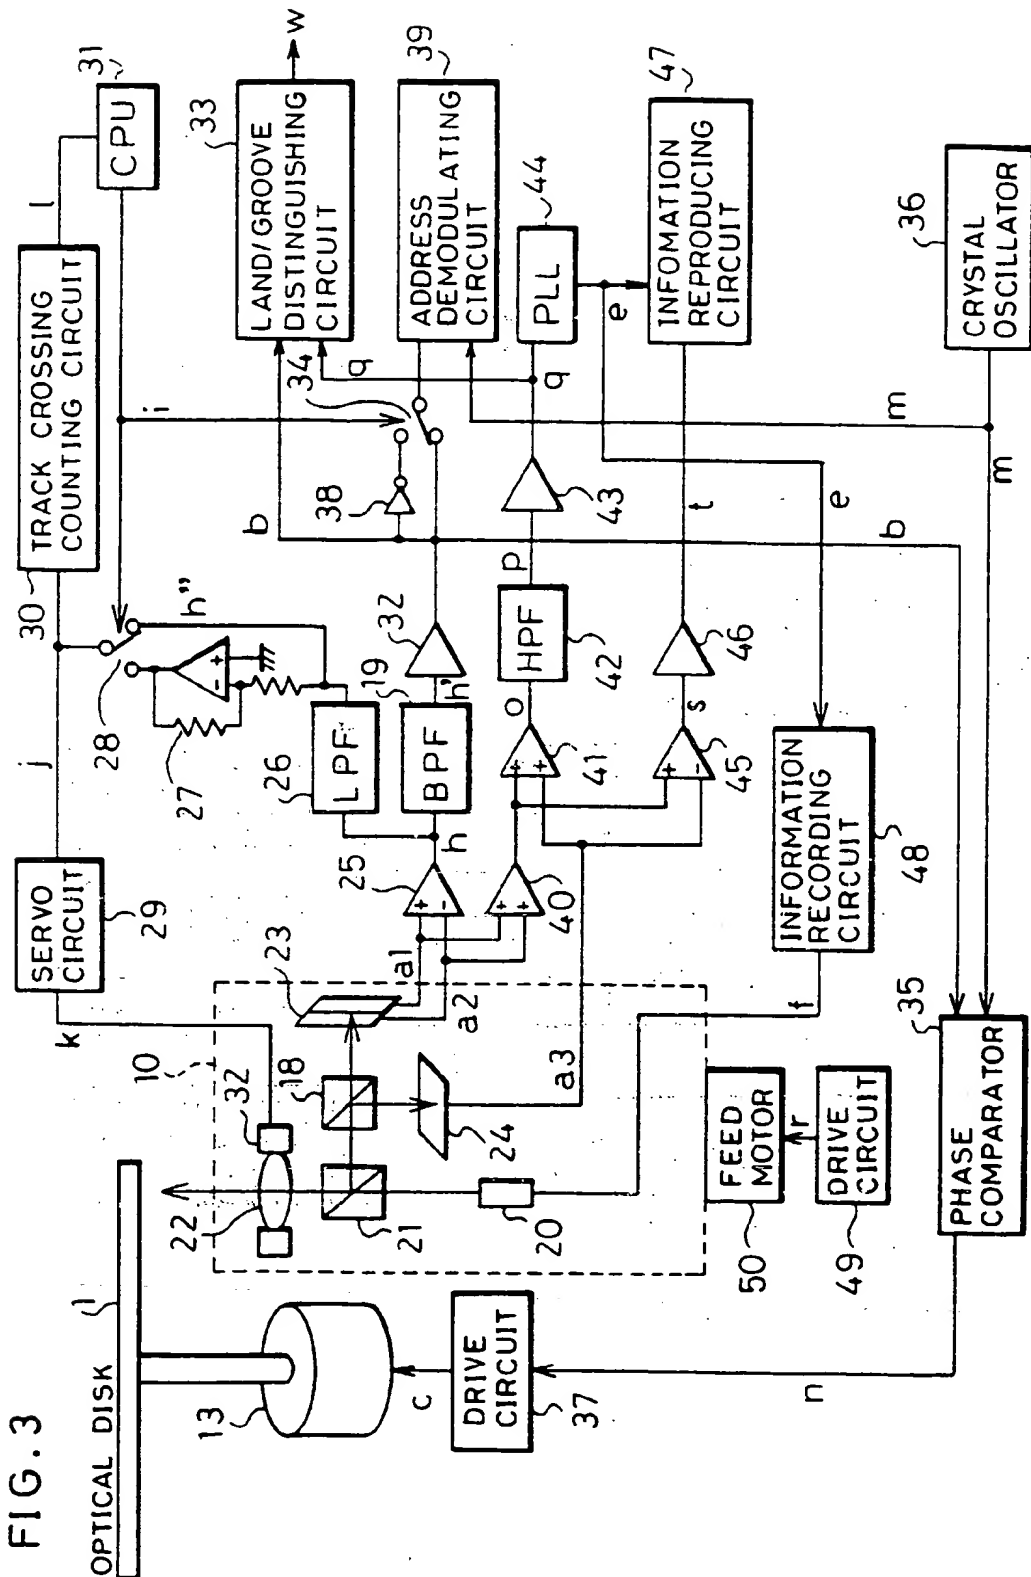 FIG.3
OPTICAL DISK
1
13
c
DRIVE
CIRCUIT
37
n
k
SERVO
CIRCUIT
29
j
10
22
32
21
18
20
23
24
a1
a2
a3
f
FEED
MOTOR
50
r
DRIVE
CIRCUIT
49
PHASE
COMPARATOR
35
30
TRACK CROSSING
COUNTING CIRCUIT
l
CPU
31
28
27
h"
i
26
LPF
19
BPF
25
+
-
h
h'
32
b
38
34
LAND/GROOVE
DISTINGUISHING
CIRCUIT
33
w
ADDRESS
DEMODULATING
CIRCUIT
39
40
+
+
41
+
+
o
HPF
42
p
43
q
q
PLL
44
e
45
+
-
s
46
t
INFOMATION
REPRODUCING
CIRCUIT
47
INFORMATION
RECORDING
CIRCUIT
48
e
b
m
m
CRYSTAL
OSCILLATOR
36
-
+